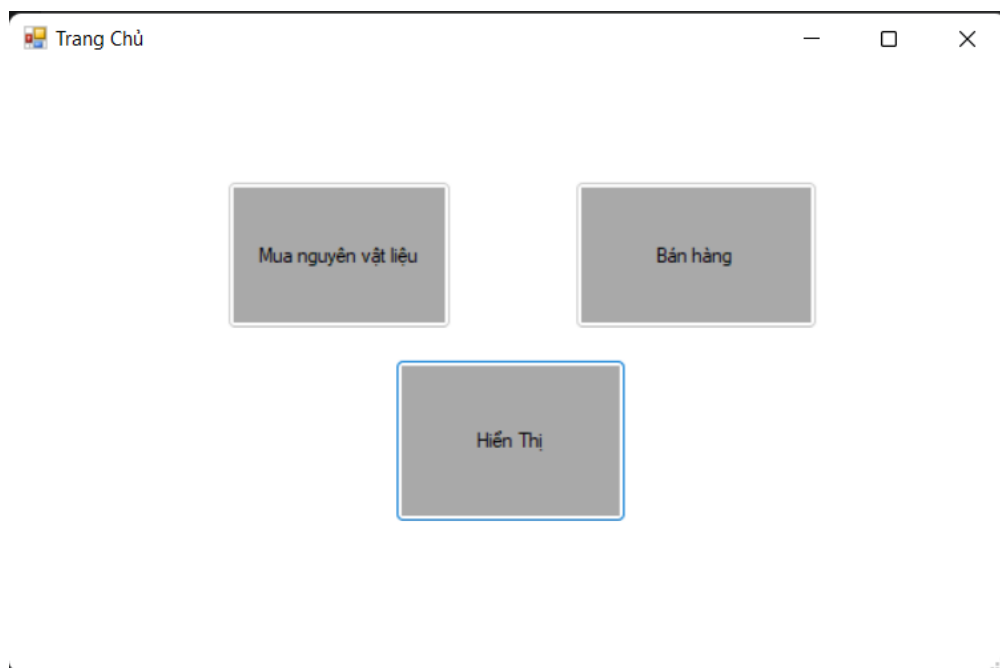 Trang Chủ
Mua nguyên vật liệu
Bán hàng
Hiển Thị